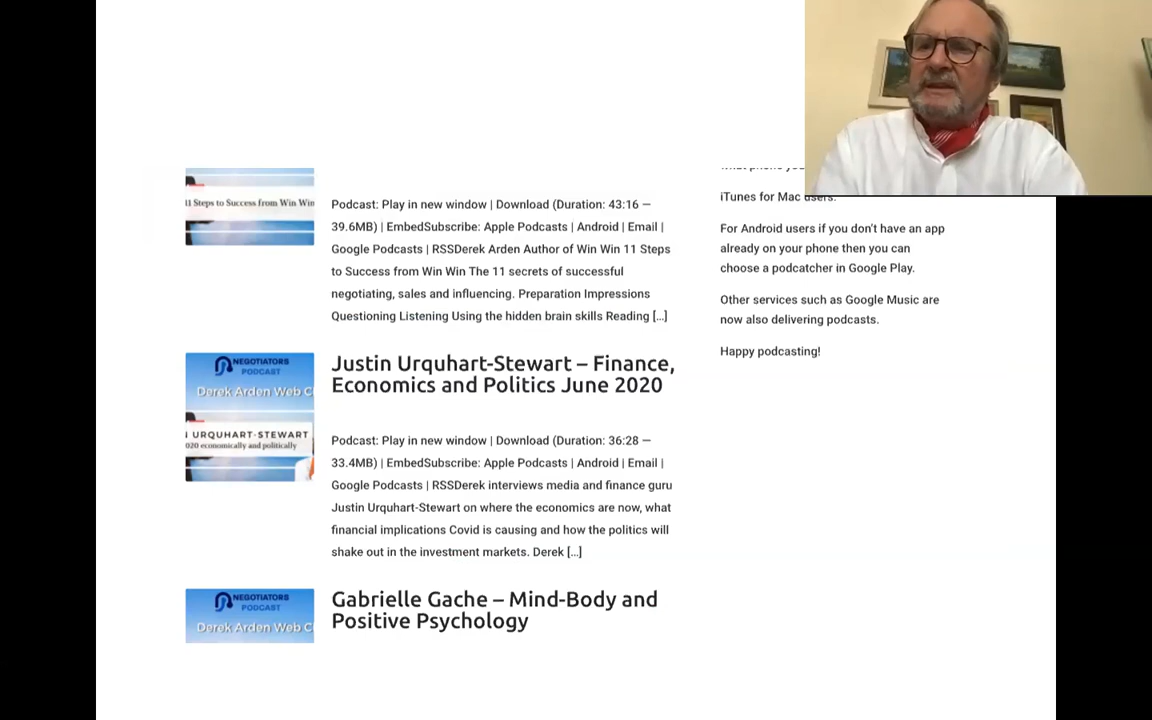 11 Steps to Success from Win Win
Podcast: Play in new window | Download (Duration: 43:16 —
39.6MB) | EmbedSubscribe: Apple Podcasts | Android | Email |
Google Podcasts | RSSDerek Arden Author of Win Win 11 Steps
to Success from Win Win The 11 secrets of successful
negotiating, sales and influencing. Preparation Impressions
Questioning Listening Using the hidden brain skills Reading [...]
NEGOTIATORS
PODCAST
Derek Arden Web C
URQUHART-STEWART
020 economically and politically
Justin Urquhart-Stewart – Finance,
Economics and Politics June 2020
Podcast: Play in new window | Download (Duration: 36:28 —
33.4MB) | EmbedSubscribe: Apple Podcasts | Android | Email |
Google Podcasts | RSSDerek interviews media and finance guru
Justin Urquhart-Stewart on where the economics are now, what
financial implications Covid is causing and how the politics will
shake out in the investment markets. Derek [...]
NEGOTIATORS
PODCAST
Derek Arden Web C
Gabrielle Gache – Mind-Body and
Positive Psychology
iTunes for Mac users.
For Android users if you don't have an app
already on your phone then you can
choose a podcatcher in Google Play.
Other services such as Google Music are
now also delivering podcasts.
Happy podcasting!